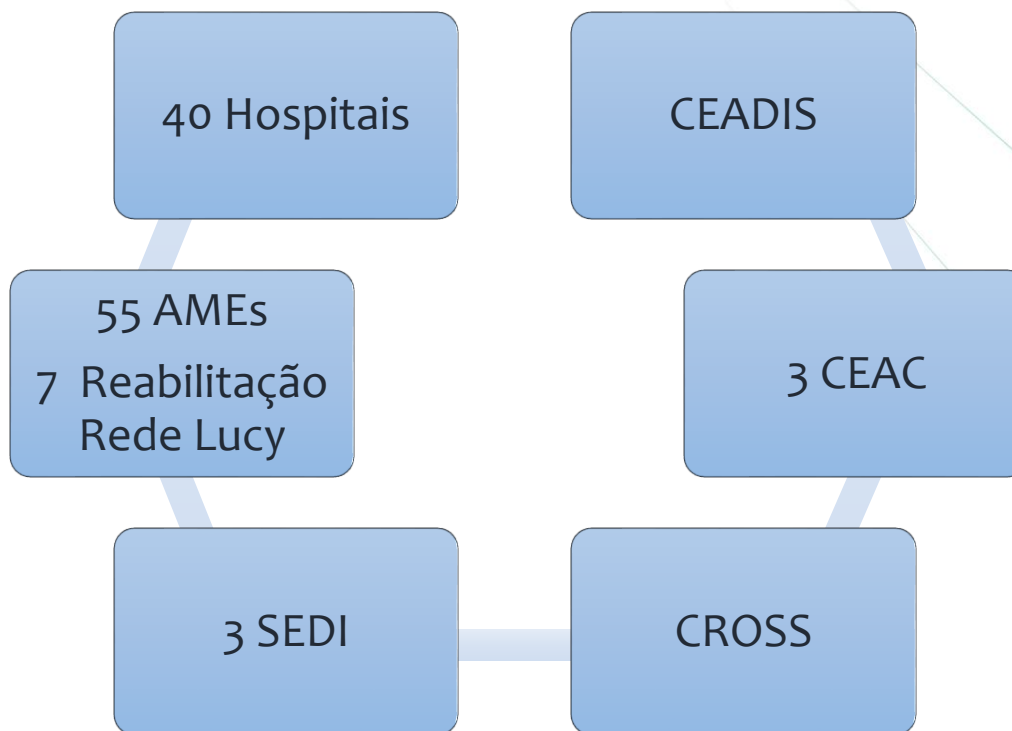 40 Hospitais
CEADIS
55 AMEs
7 Reabilitação
Rede Lucy
3 CEAC
3 SEDI
CROSS